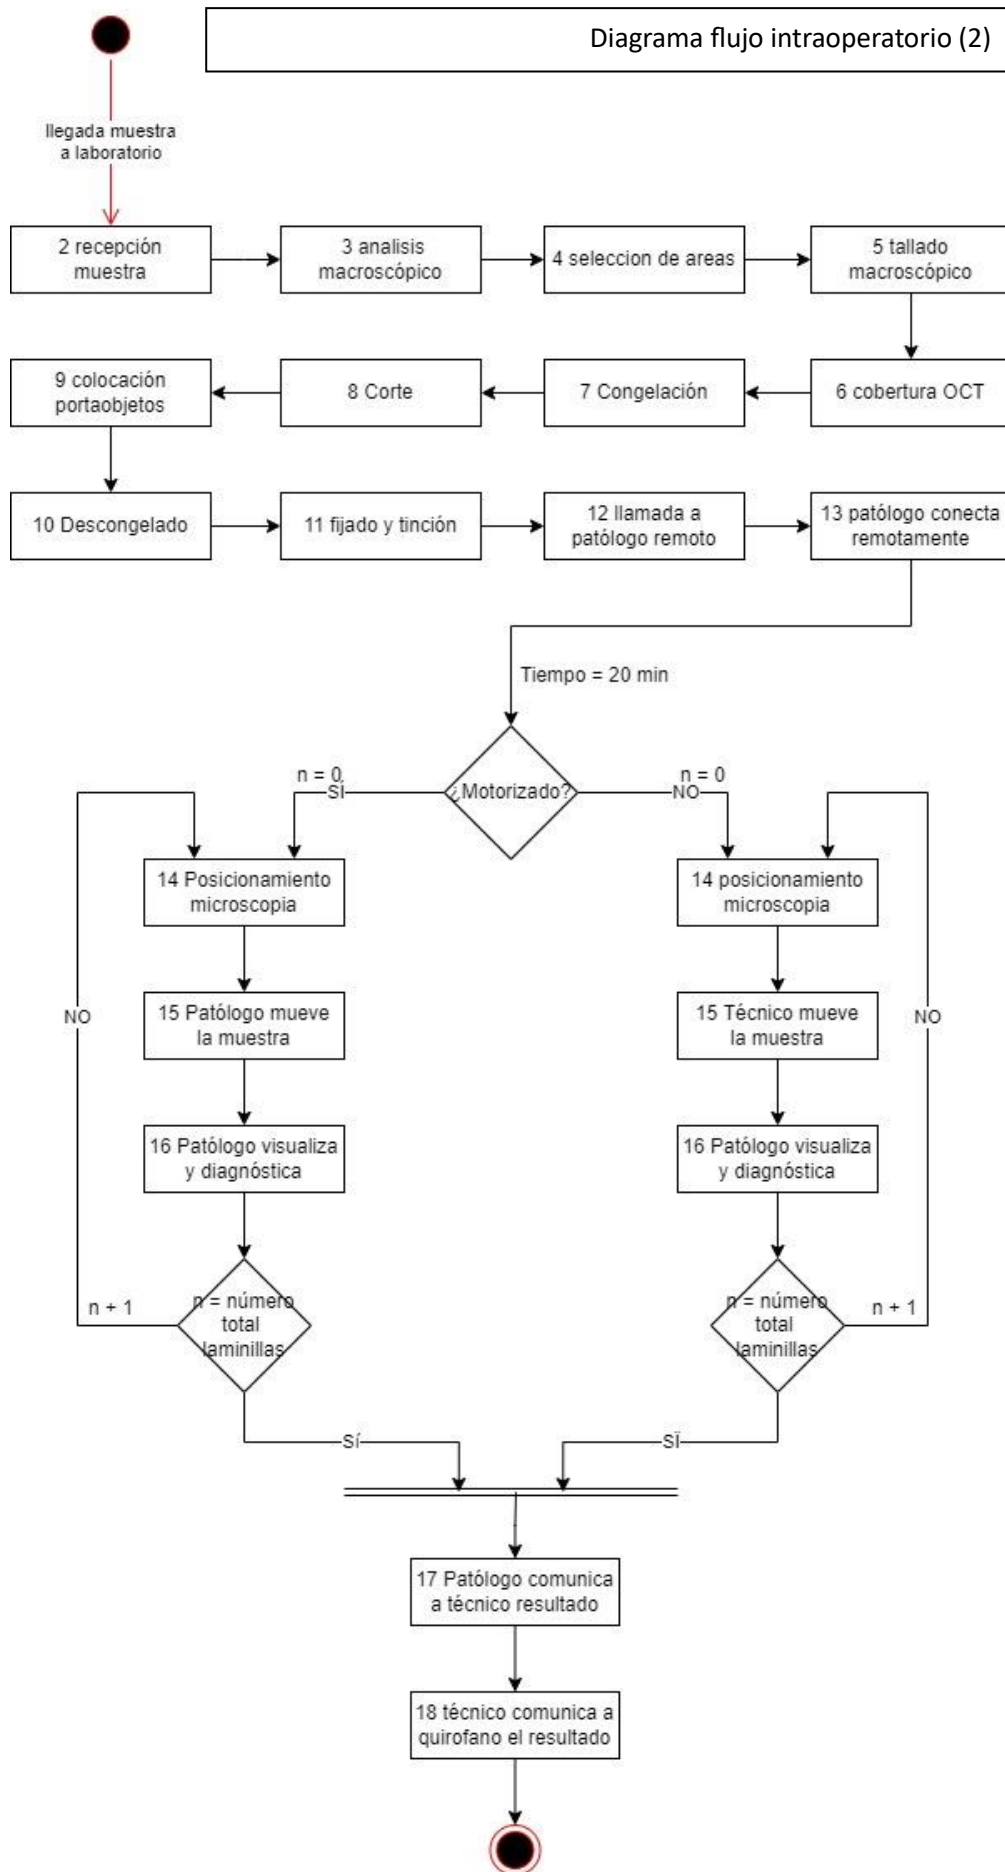 Diagrama flujo intraoperatorio (2)
llegada muestra
a laboratorio
2 recepción
muestra
3 analisis
macroscópico
4 seleccion de areas
5 tallado
macroscópico
6 cobertura OCT
7 Congelación
8 Corte
9 colocación
portaobjetos
10 Descongelado
11 fijado y tinción
12 llamada a
patólogo remoto
13 patólogo conecta
remotamente
Tiempo = 20 min
¿Motorizado?
n = 0
SÍ
n = 0
NO
14 Posicionamiento
microscopia
15 Patólogo mueve
la muestra
16 Patólogo visualiza
y diagnóstica
n = número
total
laminillas
n + 1
NO
14 posicionamiento
microscopia
15 Técnico mueve
la muestra
16 Patólogo visualiza
y diagnóstica
n = número
total
laminillas
n + 1
NO
Sí
SÏ
17 Patólogo comunica
a técnico resultado
18 técnico comunica a
quirofano el resultado